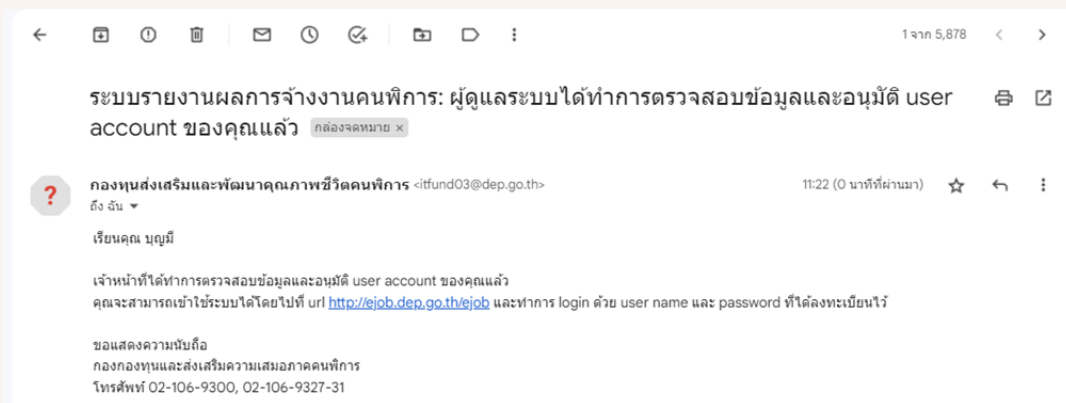 1 จาก 5,878
ระบบรายงานผลการจ้างงานคนพิการ: ผู้ดูแลระบบได้ทำการตรวจสอบข้อมูลและอนุมัติ user
account ของคุณแล้ว กล่องจดหมาย ×
กองทุนส่งเสริมและพัฒนาคุณภาพชีวิตคนพิการ <itfund03@dep.go.th>
11:22 (0 นาทีที่ผ่านมา)
ถึง ฉัน
เรียนคุณ บุญมี
เจ้าหน้าที่ได้ทำการตรวจสอบข้อมูลและอนุมัติ user account ของคุณแล้ว
คุณจะสามารถเข้าใช้ระบบได้โดยไปที่ url http://ejob.dep.go.th/ejob และทำการ login ด้วย user name และ password ที่ได้ลงทะเบียนไว้
ขอแสดงความนับถือ
กองกองทุนและส่งเสริมความเสมอภาคคนพิการ
โทรศัพท์ 02-106-9300, 02-106-9327-31